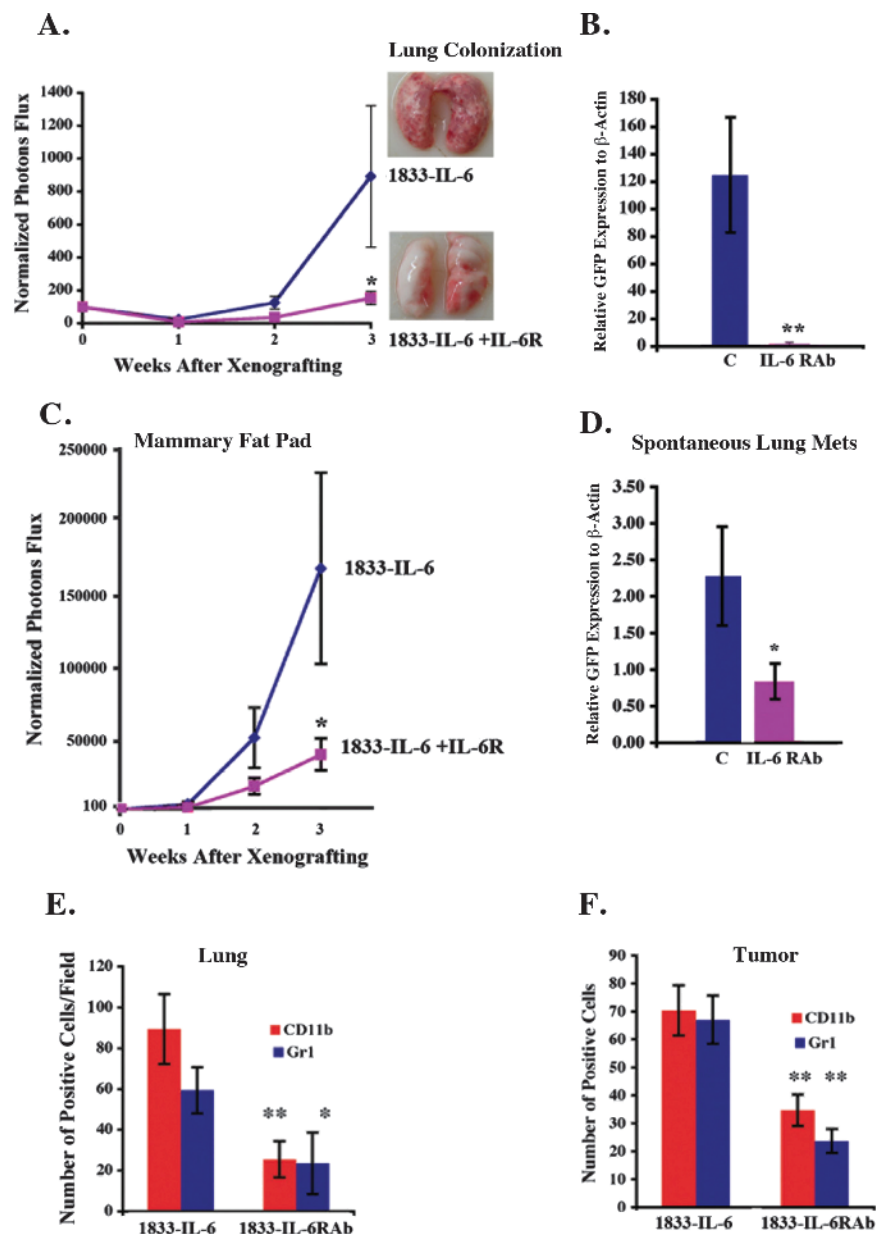 A.
Lung Colonization
Normalized Photons Flux
1400
1200
1000
800
600
400
200
100
0
0
1
2
3
*
Weeks After Xenografting
1833-IL-6
1833-IL-6 +IL-6R
B.
Relative GFP Expression to β-Actin
180
160
140
120
100
80
60
40
20
0
**
C
IL-6 RAb
C.
Mammary Fat Pad
Normalized Photons Flux
250000
200000
150000
100000
50000
100
0
1
2
3
1833-IL-6
*
1833-IL-6 +IL-6R
Weeks After Xenografting
D.
Spontaneous Lung Mets
Relative GFP Expression to β-Actin
3.50
3.00
2.50
2.00
1.50
1.00
0.50
0.00
*
C
IL-6 RAb
E.
Lung
Number of Positive Cells/Field
120
100
80
60
40
20
0
CD11b
Gr1
** *
1833-IL-6
1833-IL-6RAb
F.
Tumor
Number of Positive Cells
90
80
70
60
50
40
30
20
10
0
CD11b
Gr1
** **
1833-IL-6
1833-IL-6RAb